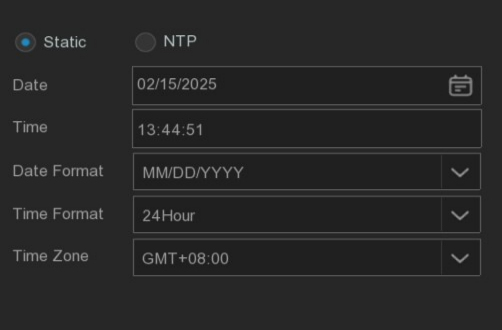 Static NTP
Date 02/15/2025
Time 13:44:51
Date Format MM/DD/YYYY
Time Format 24Hour
Time Zone GMT+08:00